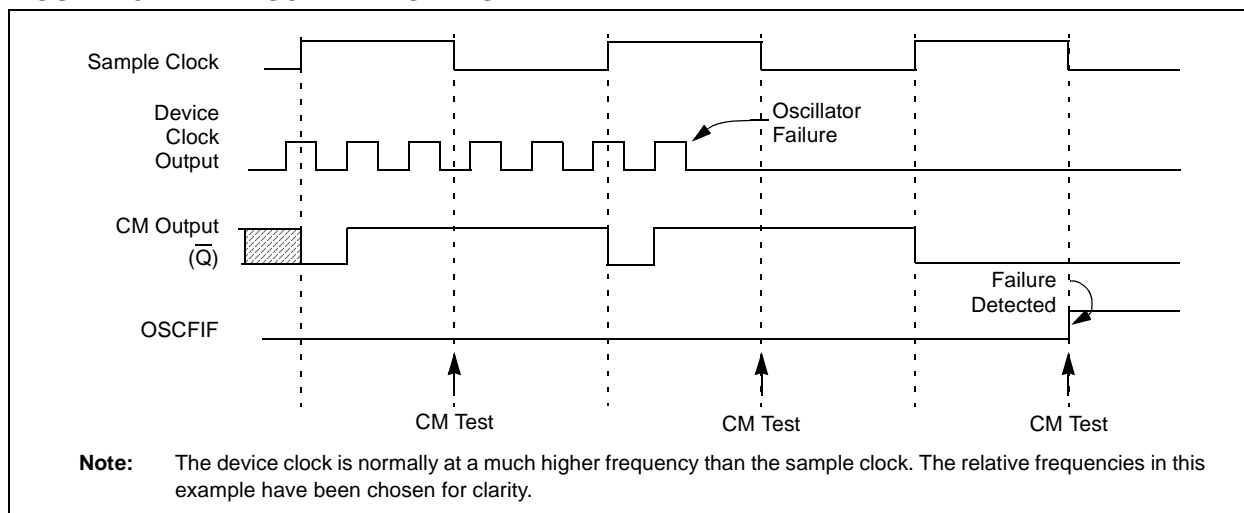 Sample Clock
Device
Clock
Output
Oscillator
Failure
CM Output
(Q̅)
Failure
Detected
OSCFIF
CM Test
CM Test
CM Test
Note: The device clock is normally at a much higher frequency than the sample clock. The relative frequencies in this
example have been chosen for clarity.